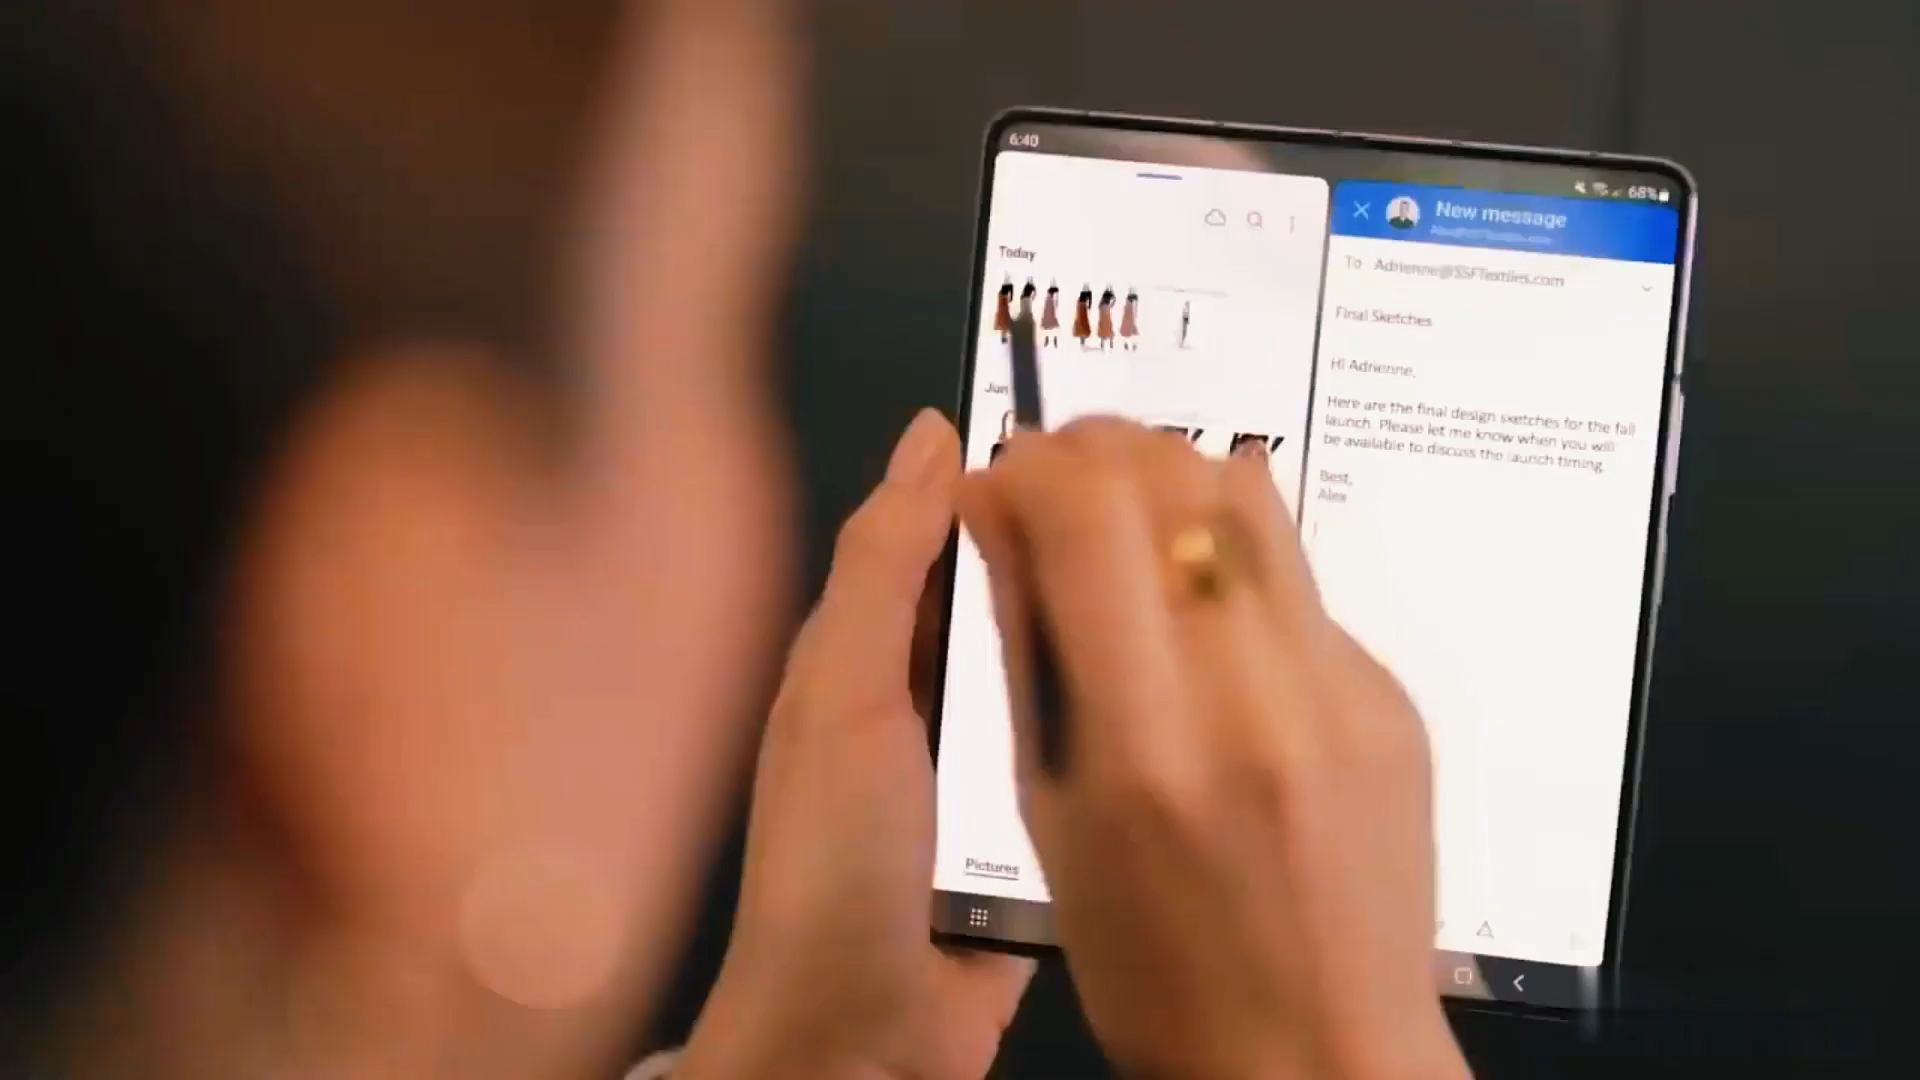 6:40
68%
New message
To Adrienne@SSFTextiles.com
Today
Final Sketches
Hi Adrienne,
Jun
Here are the final design sketches for the fall
launch. Please let me know when you will
be available to discuss the launch timing.
Best,
Alex
Pictures